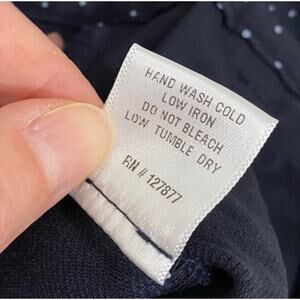 HAND WASH COLD
LOW IRON
DO NOT BLEACH
LOW TUMBLE DRY
RN # 127877